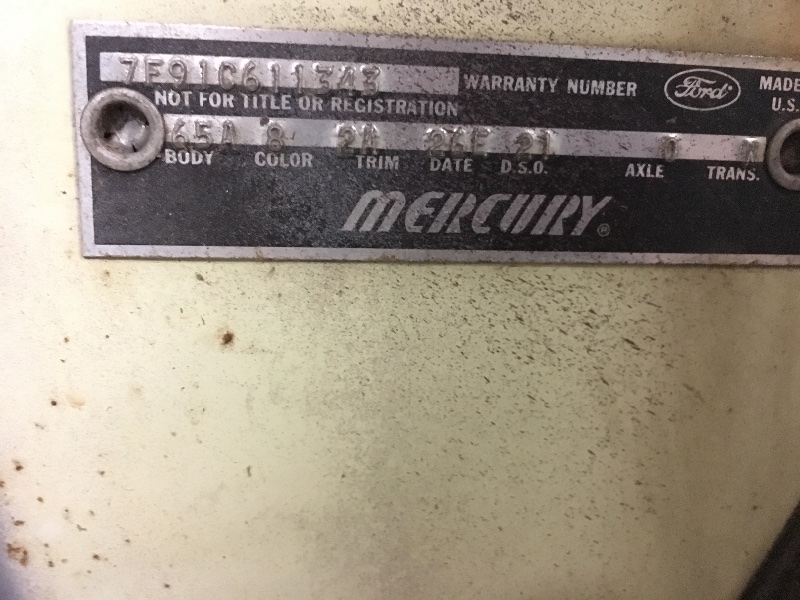 7F91C611343 WARRANTY NUMBER Ford MADE
NOT FOR TITLE OR REGISTRATION U.S.
65A 8 26F 21
BODY COLOR TRIM DATE D.S.O. AXLE TRANS.
MERCURY®